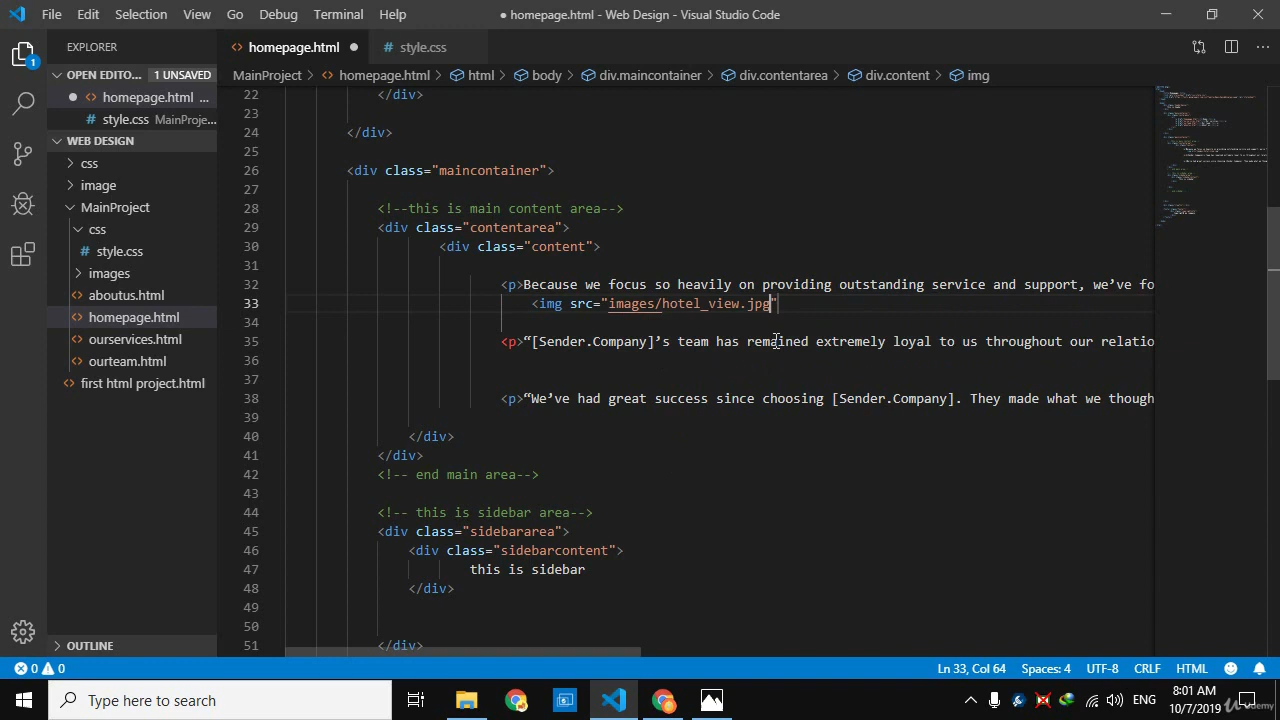 File Edit Selection View Go Debug Terminal Help ● homepage.html - Web Design - Visual Studio Code
EXPLORER
homepage.html ●
style.css
OPEN EDITO... 1 UNSAVED
MainProject > homepage.html > html > body > div.maincontainer > div.contentarea > div.content > img
● homepage.html ...
style.css MainProje...
WEB DESIGN
css
image
MainProject
css
style.css
images
aboutus.html
homepage.html
ourservices.html
ourteam.html
first html project.html
OUTLINE
22 </div>
23
24 </div>
25
26 <div class="maincontainer">
27
28 <!--this is main content area-->
29 <div class="contentarea">
30 <div class="content">
31
32 <p>Because we focus so heavily on providing outstanding service and support, we’ve fo
33 <img src="images/hotel_view.jpg"
34
35 <p>“[Sender.Company]’s team has remained extremely loyal to us throughout our relatio
36
37
38 <p>“We’ve had great success since choosing [Sender.Company]. They made what we though
39
40 </div>
41 </div>
42 <!-- end main area-->
43
44 <!-- this is sidebar area-->
45 <div class="sidebararea">
46 <div class="sidebarcontent">
47 this is sidebar
48 </div>
49
50
51 </div>
1
0 0
Ln 33, Col 64 Spaces: 4 UTF-8 CRLF HTML
Type here to search
ENG
8:01 AM
10/7/2019
Udemy